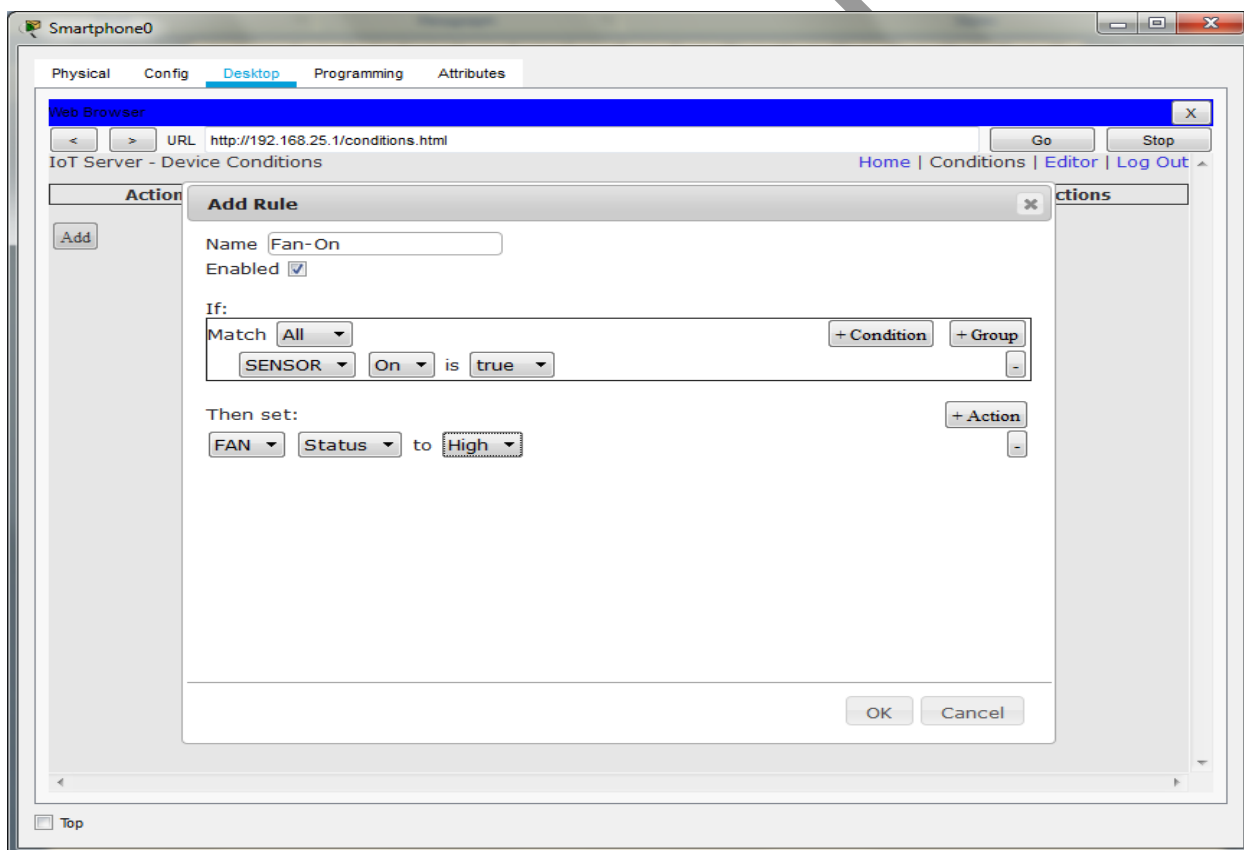 Smartphone0
Physical Config Desktop Programming Attributes
Web Browser X
< > URL http://192.168.25.1/conditions.html Go Stop
IoT Server - Device Conditions Home | Conditions | Editor | Log Out
Action ctions
Add Rule
Add
Name Fan-On
Enabled
If:
Match All + Condition + Group
SENSOR On is true -
Then set: + Action
FAN Status to High -
OK Cancel
Top